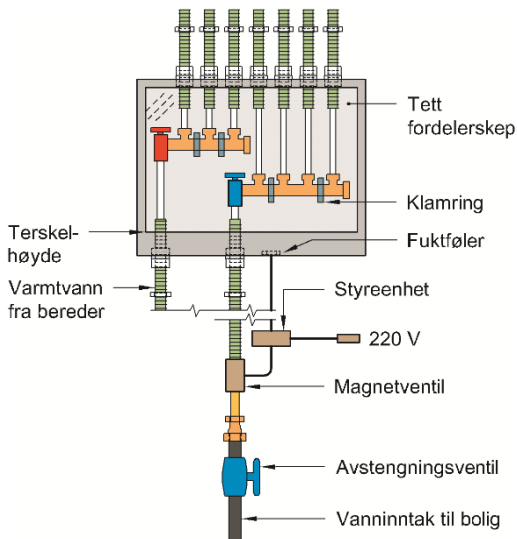 Tett
fordelerskep
Klamring
Terskel-
høyde
Fuktføler
Varmtvann
fra bereder
Styreenhet
220 V
Magnetventil
Avstengningsventil
Vanninntak til bolig